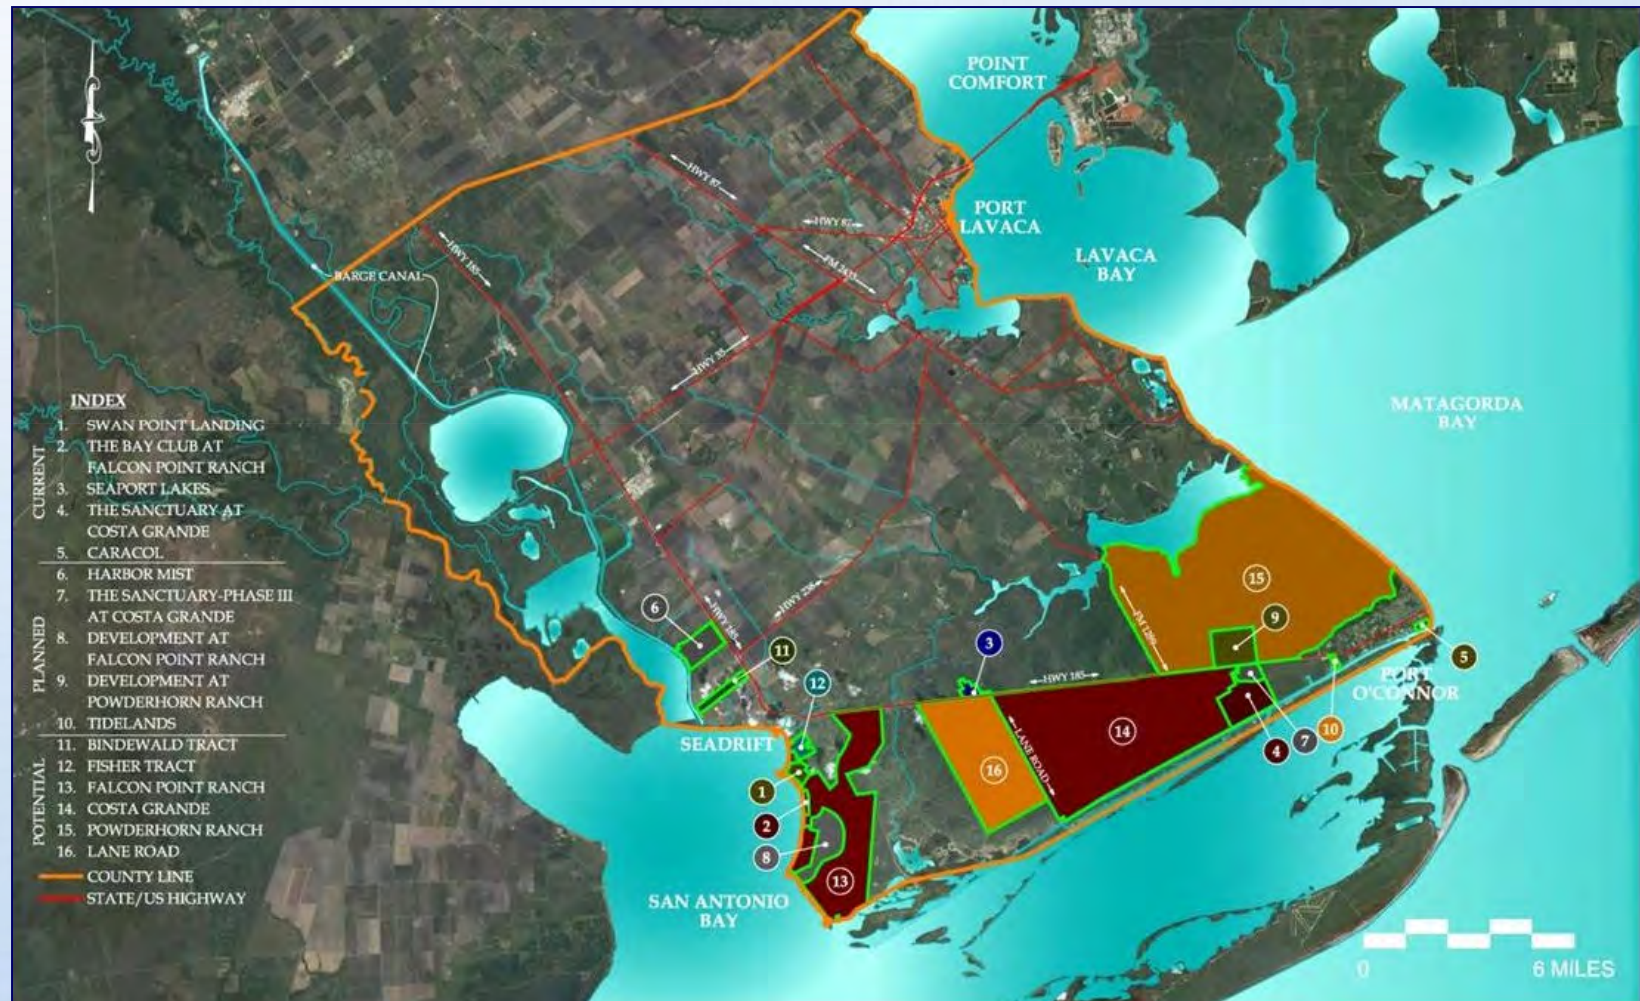 POINT
COMFORT
HWY 87
PORT
LAVACA
HWY 87
HWY 185
FM 2433
LAVACA
BAY
BARGE CANAL
HWY 35
MATAGORDA
BAY
INDEX
CURRENT
1. SWAN POINT LANDING
2. THE BAY CLUB AT
FALCON POINT RANCH
3. SEAPORT LAKES
4. THE SANCTUARY AT
COSTA GRANDE
5. CARACOL
PLANNED
6. HARBOR MIST
7. THE SANCTUARY-PHASE III
AT COSTA GRANDE
8. DEVELOPMENT AT
FALCON POINT RANCH
9. DEVELOPMENT AT
POWDERHORN RANCH
10. TIDELANDS
POTENTIAL
11. BINDEWALD TRACT
12. FISHER TRACT
13. FALCON POINT RANCH
14. COSTA GRANDE
15. POWDERHORN RANCH
16. LANE ROAD
COUNTY LINE
STATE/US HIGHWAY
15
6
HWY 185
HWY 238
FM 1289
9
11
3
5
12
HWY 185
PORT
O'CONNOR
SEADRIFT
14
LANE ROAD
10
7
4
16
1
2
8
13
SAN ANTONIO
BAY
0 6 MILES